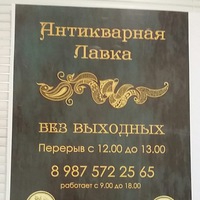 Антикварная
Лавка
без выходных
Перерыв с 12.00 до 13.00
8 987 572 25 65
работает с 9.00 до 18.00